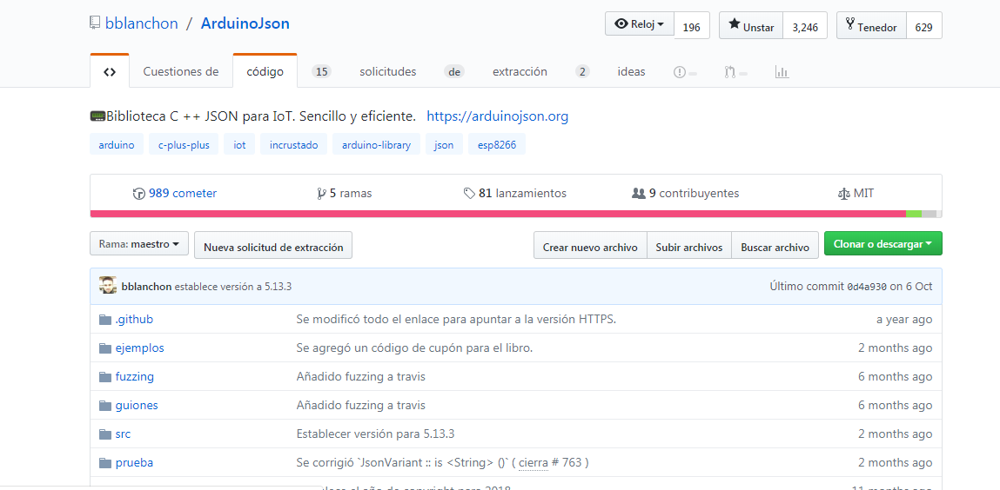 bblanchon / ArduinoJson
Reloj 196 Unstar 3,246 Tenedor 629
Cuestiones de código 15 solicitudes de extracción 2 ideas
Biblioteca C ++ JSON para IoT. Sencillo y eficiente. https://arduinojson.org
arduino c-plus-plus iot incrustado arduino-library json esp8266
989 cometer 5 ramas 81 lanzamientos 9 contribuyentes MIT
Rama: maestro Nueva solicitud de extracción Crear nuevo archivo Subir archivos Buscar archivo Clonar o descargar
bblanchon establece versión a 5.13.3 Último commit 0d4a930 on 6 Oct
.github Se modificó todo el enlace para apuntar a la versión HTTPS. a year ago
ejemplos Se agregó un código de cupón para el libro. 2 months ago
fuzzing Añadido fuzzing a travis 6 months ago
guiones Añadido fuzzing a travis 6 months ago
src Establecer versión para 5.13.3 2 months ago
prueba Se corrigió `JsonVariant :: is <String> ()` ( cierra # 763 ) 2 months ago
el año de copyright para 2018 11 months ago